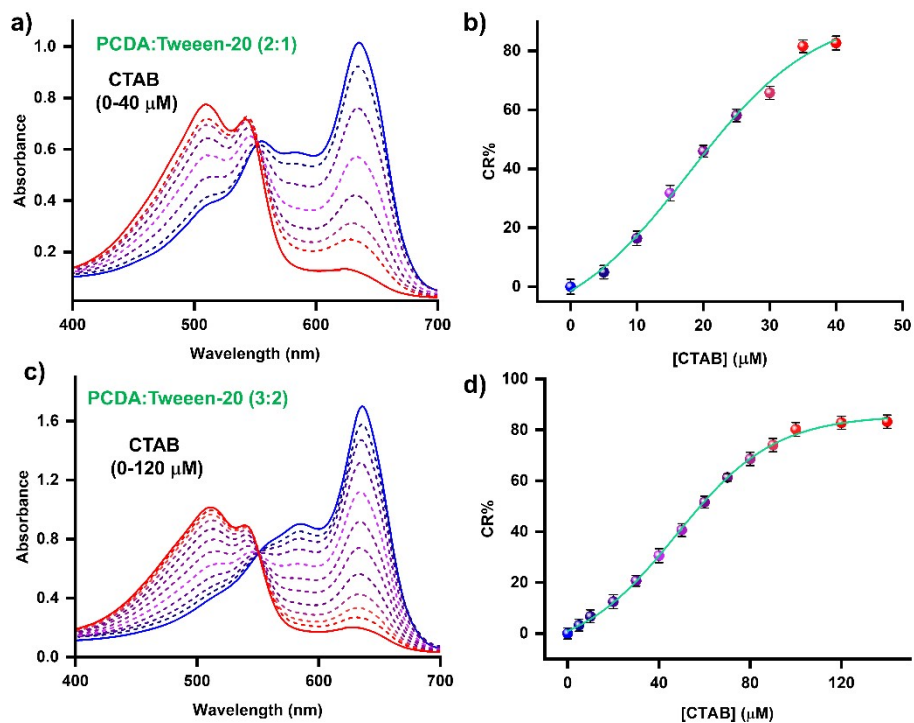 a)
PCDA:Tweeen-20 (2:1)
CTAB
(0-40 μM)
1.0
0.8
0.6
0.4
0.2
Absorbance
400
500
600
700
Wavelength (nm)
b)
80
60
40
20
0
CR%
0
10
20
30
40
50
[CTAB] (μM)
c)
PCDA:Tweeen-20 (3:2)
CTAB
(0-120 μM)
1.6
1.2
0.8
0.4
0.0
Absorbance
400
500
600
700
Wavelength (nm)
d)
100
80
60
40
20
0
CR%
0
40
80
120
[CTAB] (μM)